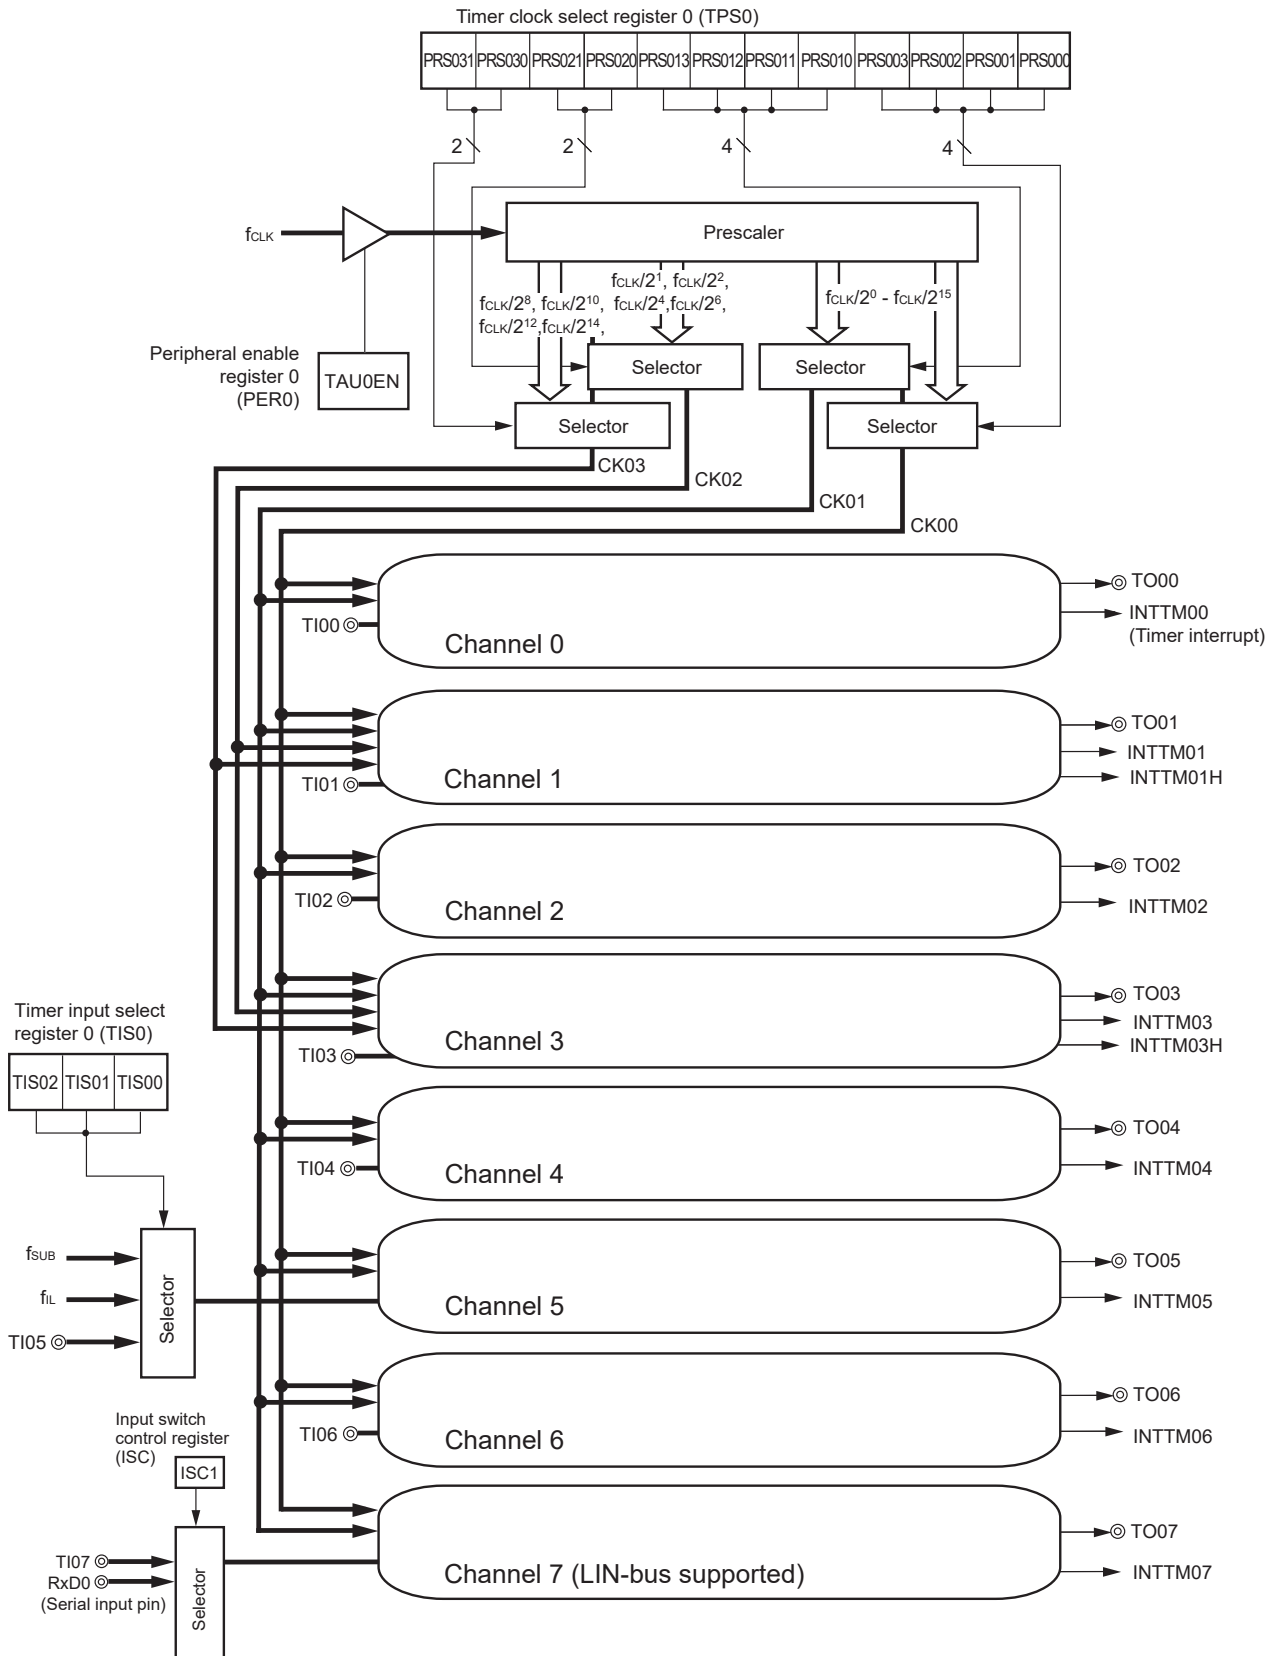 Timer clock select register 0 (TPS0)
PRS031 PRS030 PRS021 PRS020 PRS013 PRS012 PRS011 PRS010 PRS003 PRS002 PRS001 PRS000
2 2 4 4
fCLK
Prescaler
fCLK/2¹, fCLK/2²,
fCLK/2⁴,fCLK/2⁶,
fCLK/2⁸, fCLK/2¹⁰,
fCLK/2¹²,fCLK/2¹⁴,
fCLK/2⁰ - fCLK/2¹⁵
Peripheral enable
register 0
(PER0)
TAU0EN
Selector
Selector
Selector
Selector
CK03
CK02
CK01
CK00
TI00
Channel 0
TO00
INTTM00
(Timer interrupt)
TI01
Channel 1
TO01
INTTM01
INTTM01H
TI02
Channel 2
TO02
INTTM02
TI03
Channel 3
TO03
INTTM03
INTTM03H
Timer input select
register 0 (TIS0)
TIS02 TIS01 TIS00
TI04
Channel 4
TO04
INTTM04
fSUB
fIL
TI05
Selector
Channel 5
TO05
INTTM05
TI06
Channel 6
TO06
INTTM06
Input switch
control register
(ISC)
ISC1
TI07
RxD0
(Serial input pin)
Selector
Channel 7 (LIN-bus supported)
TO07
INTTM07